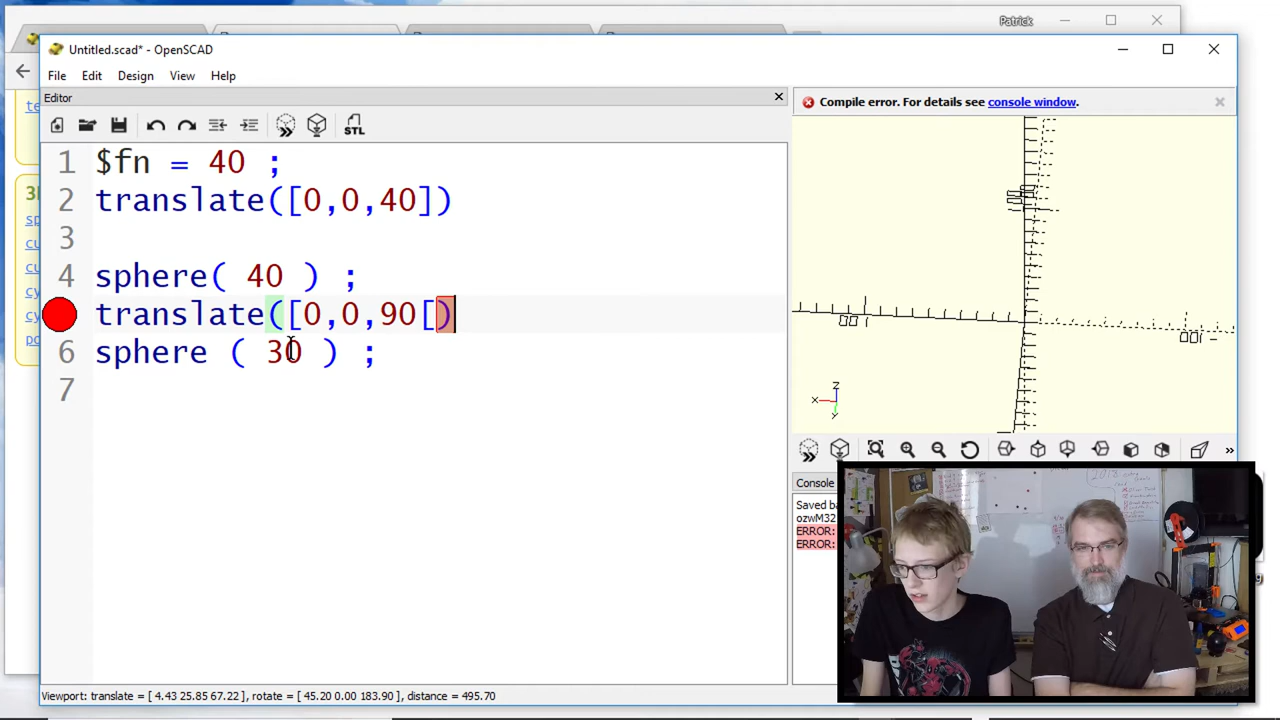 Patrick
Untitled.scad* - OpenSCAD
File Edit Design View Help
Editor
Compile error. For details see console window.
STL
1 $fn = 40 ;
2 translate([0,0,40])
3
4 sphere( 40 ) ;
translate([0,0,90[)
6 sphere ( 30 ) ;
7
Console
Saved ba
ozwM32
ERROR:
ERROR:
Viewport: translate = [ 4.43 25.85 67.22 ], rotate = [ 45.20 0.00 183.90 ], distance = 495.70